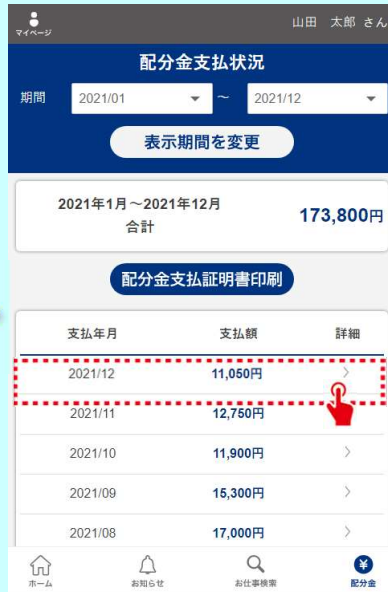 マイページ
山田 太郎 さん
配分金支払状況
期間 2021/01 ～ 2021/12
表示期間を変更
2021年1月～2021年12月
合計
173,800円
配分金支払証明書印刷
支払年月 支払額 詳細
2021/12 11,050円
2021/11 12,750円
2021/10 11,900円
2021/09 15,300円
2021/08 17,000円
ホーム お知らせ お仕事検索 配分金